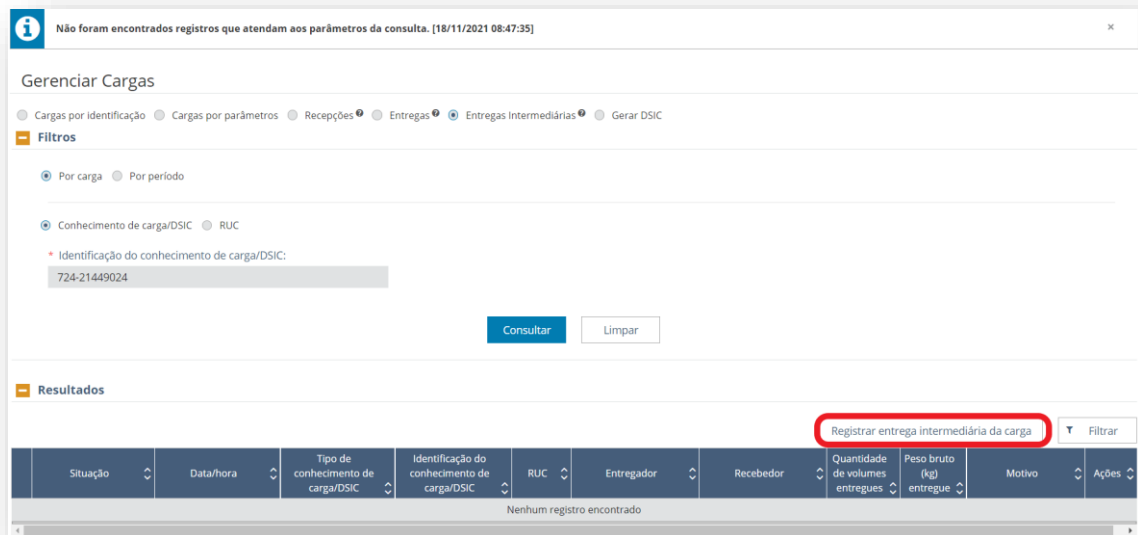 Não foram encontrados registros que atendam aos parâmetros da consulta. [18/11/2021 08:47:35]
×
Gerenciar Cargas
Cargas por identificação Cargas por parâmetros Recepções Entregas Entregas Intermediárias Gerar DSIC
Filtros
Por carga Por período
Conhecimento de carga/DSIC RUC
* Identificação do conhecimento de carga/DSIC:
724-21449024
Consultar Limpar
Resultados
Registrar entrega intermediária da carga Filtrar
Situação Data/hora Tipo de conhecimento de carga/DSIC Identificação do conhecimento de carga/DSIC RUC Entregador Recebedor Quantidade de volumes entregues Peso bruto (kg) entregue Motivo Ações
Nenhum registro encontrado